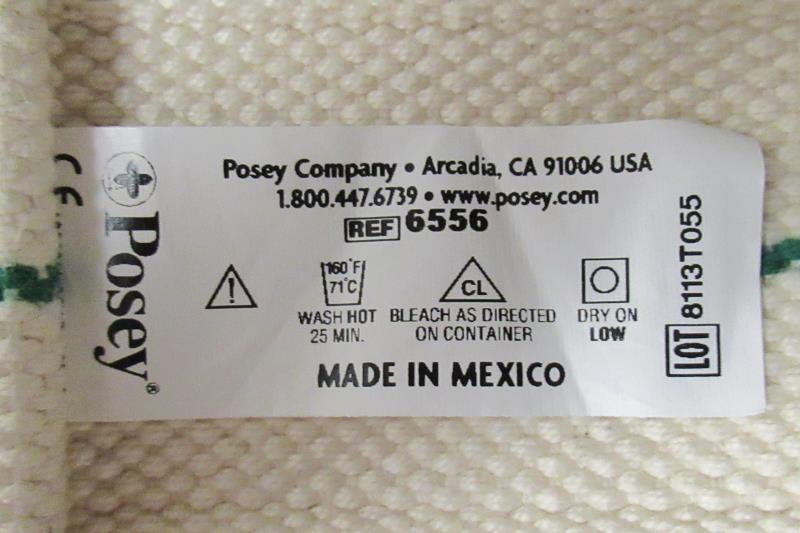 CE
Posey®
Posey Company • Arcadia, CA 91006 USA
1.800.447.6739 • www.posey.com
REF 6556
160°F
71°C
WASH HOT
25 MIN.
CL
BLEACH AS DIRECTED
ON CONTAINER
DRY ON
LOW
MADE IN MEXICO
LOT 8113T055